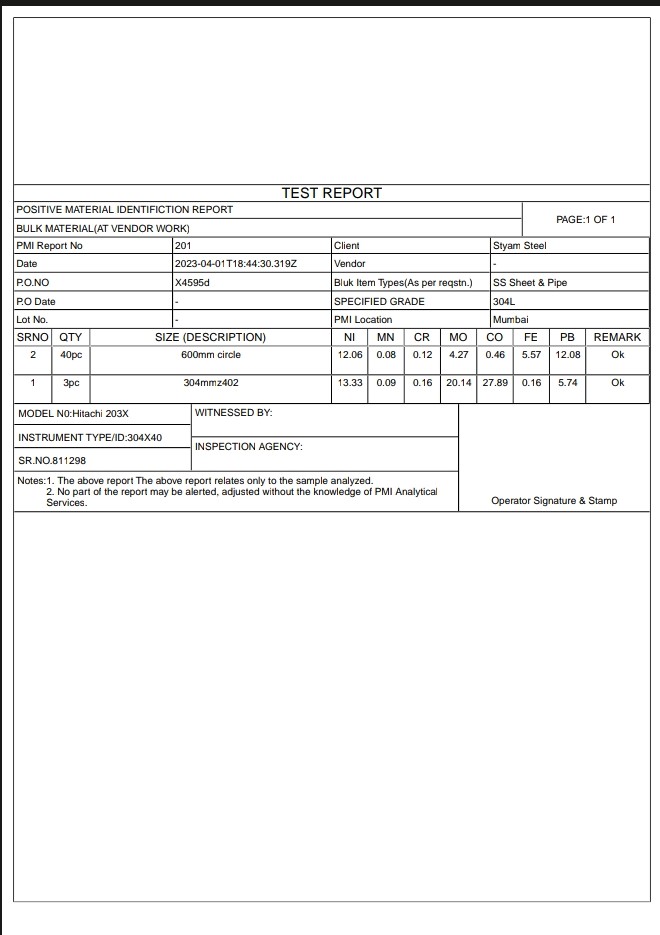 TEST REPORT
POSITIVE MATERIAL IDENTIFICTION REPORT
PAGE:1 OF 1
BULK MATERIAL(AT VENDOR WORK)
PMI Report No 201 Client Styam Steel
Date 2023-04-01T18:44:30.319Z Vendor -
P.O.NO X4595d Bluk Item Types(As per reqstn.) SS Sheet & Pipe
P.O Date - SPECIFIED GRADE 304L
Lot No. - PMI Location Mumbai
SRNO QTY SIZE (DESCRIPTION) NI MN CR MO CO FE PB REMARK
2 40pc 600mm circle 12.06 0.08 0.12 4.27 0.46 5.57 12.08 Ok
1 3pc 304mmz402 13.33 0.09 0.16 20.14 27.89 0.16 5.74 Ok
MODEL N0:Hitachi 203X WITNESSED BY:
INSTRUMENT TYPE/ID:304X40
INSPECTION AGENCY:
SR.NO.811298
Notes:1. The above report The above report relates only to the sample analyzed.
2. No part of the report may be alerted, adjusted without the knowledge of PMI Analytical
Services.
Operator Signature & Stamp